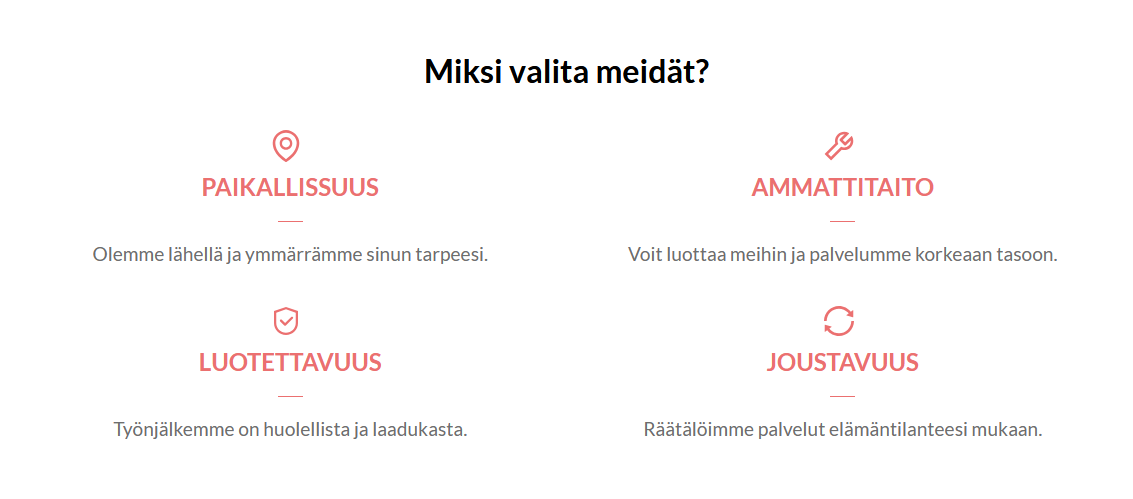 Miksi valita meidät?
PAIKALLISSUUS
Olemme lähellä ja ymmärrämme sinun tarpeesi.
AMMATTITAITO
Voit luottaa meihin ja palvelumme korkeaan tasoon.
LUOTETTAVUUS
Työnjälkemme on huolellista ja laadukasta.
JOUSTAVUUS
Räätälöimme palvelut elämäntilanteesi mukaan.